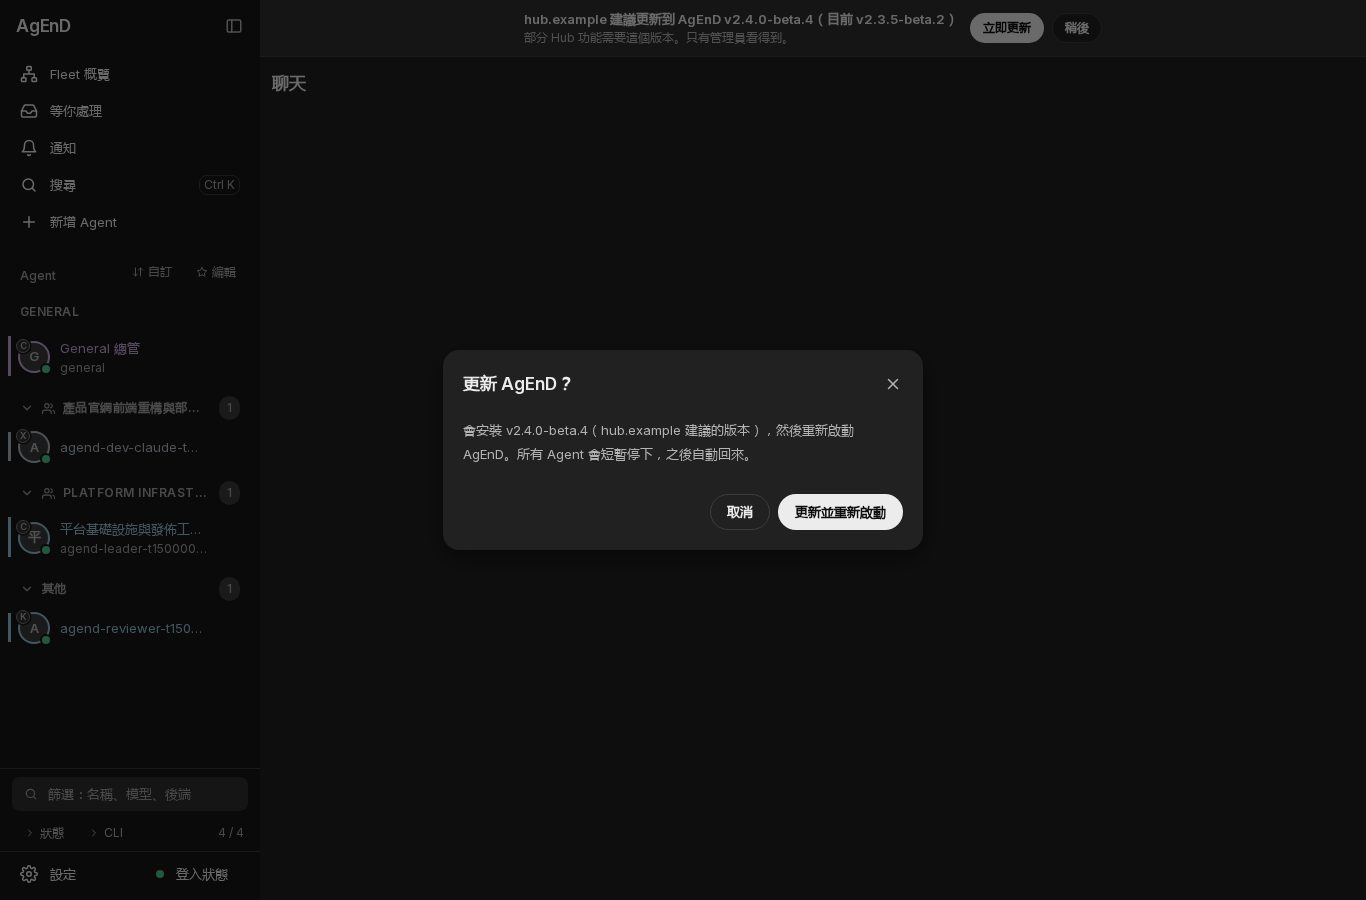 AgEnD
Fleet 概覽
等你處理
通知
搜尋
Ctrl K
新增 Agent
Agent
自訂
編輯
GENERAL
C
G
General 總管
general
產品官網前端重構與部…
1
X
A
agend-dev-claude-t…
PLATFORM INFRAST…
1
C
平
平台基礎設施與發佈工…
agend-leader-t150000…
其他
1
K
A
agend-reviewer-t150…
篩選：名稱、模型、後端
狀態
CLI
4 / 4
設定
登入狀態
hub.example 建議更新到 AgEnD v2.4.0-beta.4（目前 v2.3.5-beta.2）
部分 Hub 功能需要這個版本。只有管理員看得到。
立即更新
稍後
聊天
更新 AgEnD？
會安裝 v2.4.0-beta.4（hub.example 建議的版本），然後重新啟動
AgEnD。所有 Agent 會短暫停下，之後自動回來。
取消
更新並重新啟動